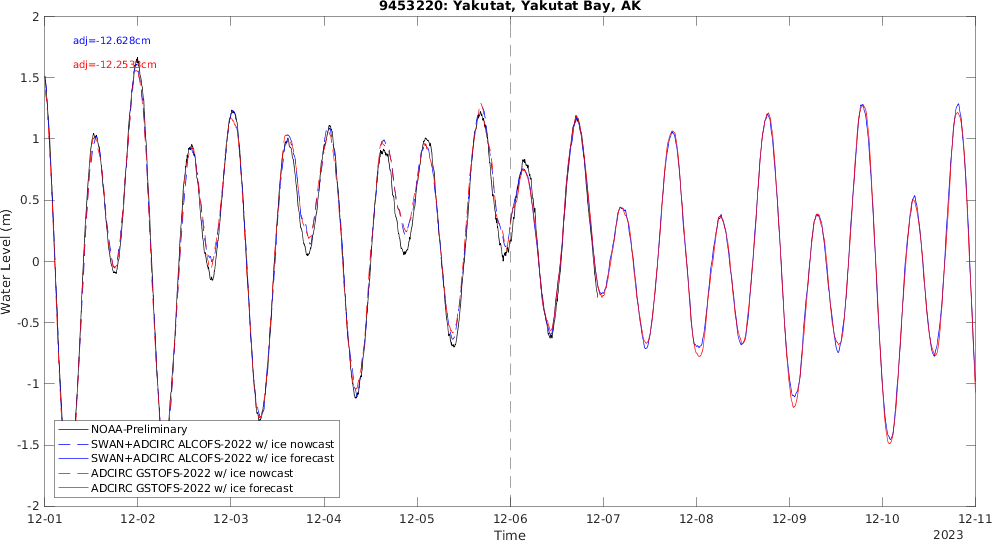 9453220: Yakutat, Yakutat Bay, AK
adj=-12.628cm
adj=-12.2533cm
2
1.5
1
0.5
0
-0.5
-1
-1.5
-2
Water Level (m)
NOAA-Preliminary
SWAN+ADCIRC ALCOFS-2022 w/ ice nowcast
SWAN+ADCIRC ALCOFS-2022 w/ ice forecast
ADCIRC GSTOFS-2022 w/ ice nowcast
ADCIRC GSTOFS-2022 w/ ice forecast
12-01 12-02 12-03 12-04 12-05 12-06 12-07 12-08 12-09 12-10 12-11
Time
2023